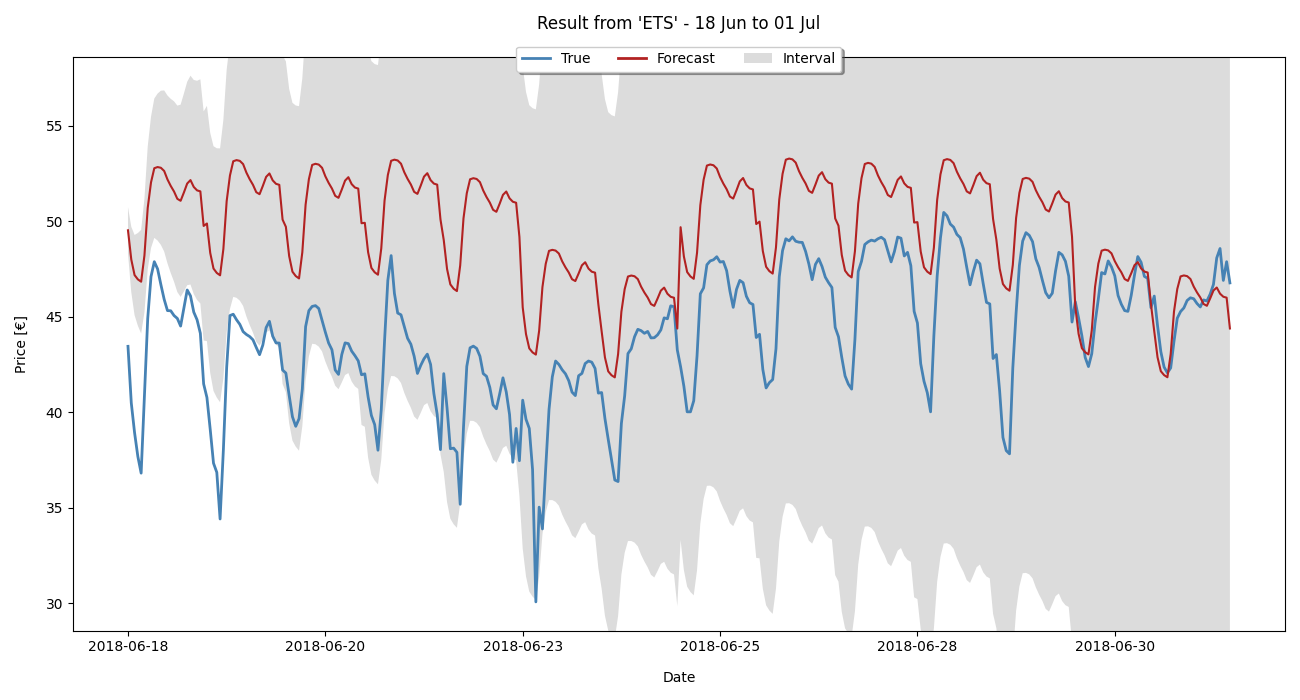 Result from 'ETS' - 18 Jun to 01 Jul
True Forecast Interval
55
50
45
40
35
30
Price [€]
2018-06-18 2018-06-20 2018-06-23 2018-06-25 2018-06-28 2018-06-30
Date